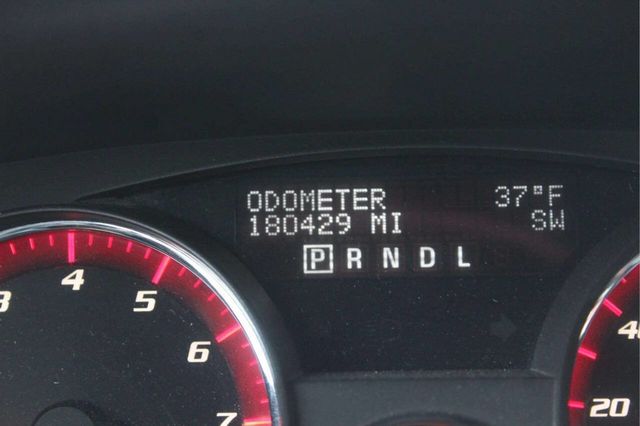 ODOMETER 37°F
180429 MI SW
P R N D L
3 4 5 6 7
40
20